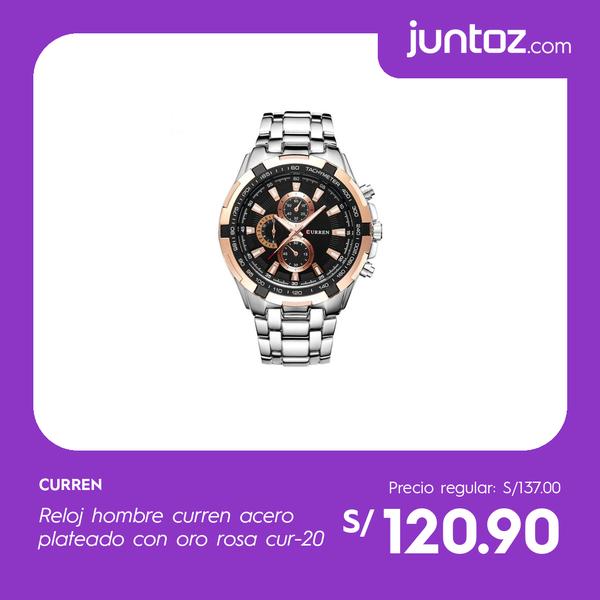 juntoz.com
TACHYMETER
CURREN
CURREN
Precio regular: S/137.00
Reloj hombre curren acero
plateado con oro rosa cur-20
S/120.90